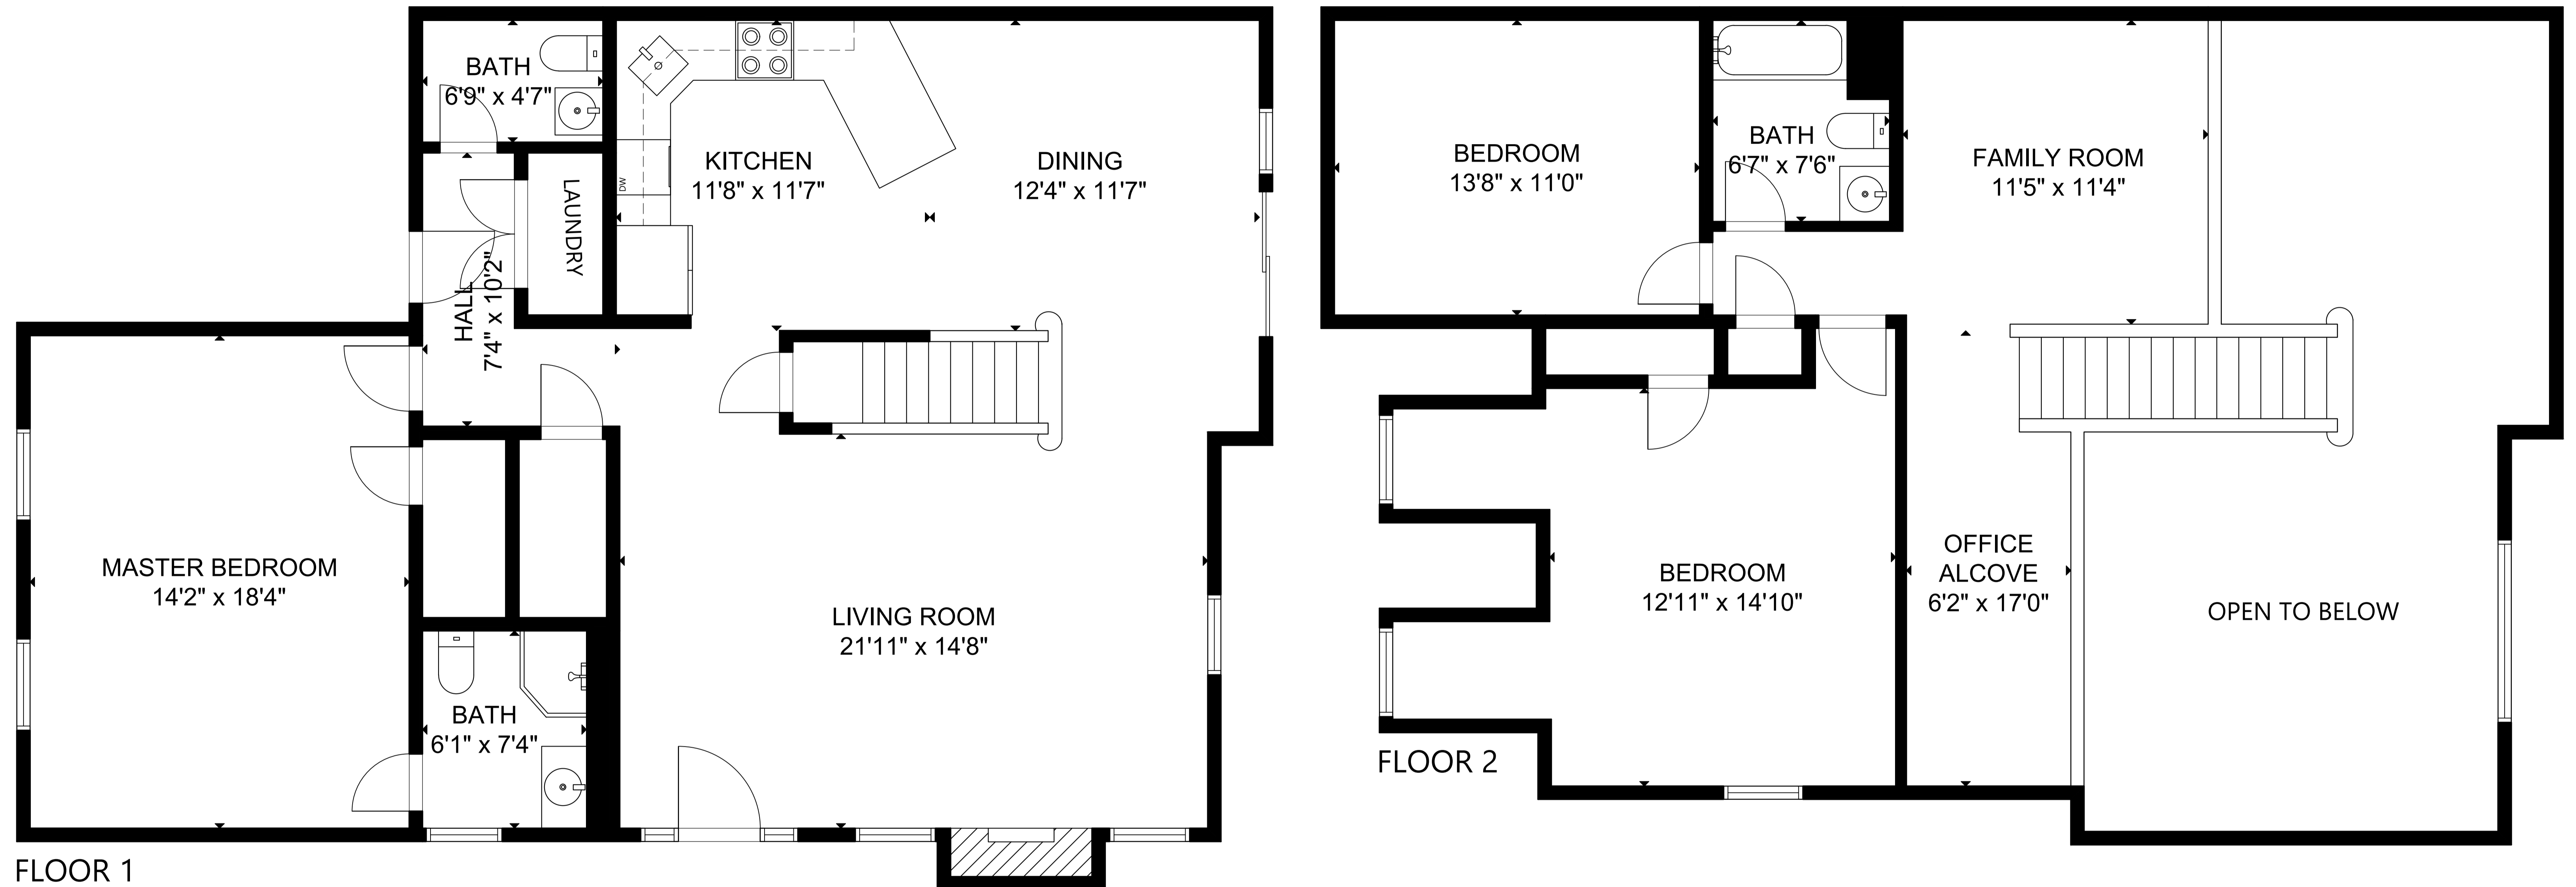 BATH
6'9" x 4'7"
KITCHEN
11'8" x 11'7"
DW
DINING
12'4" x 11'7"
LAUNDRY
HALL
7'4" x 10'2"
MASTER BEDROOM
14'2" x 18'4"
LIVING ROOM
21'11" x 14'8"
BATH
6'1" x 7'4"
FLOOR 1
BEDROOM
13'8" x 11'0"
BATH
6'7" x 7'6"
FAMILY ROOM
11'5" x 11'4"
BEDROOM
12'11" x 14'10"
OFFICE
ALCOVE
6'2" x 17'0"
OPEN TO BELOW
FLOOR 2